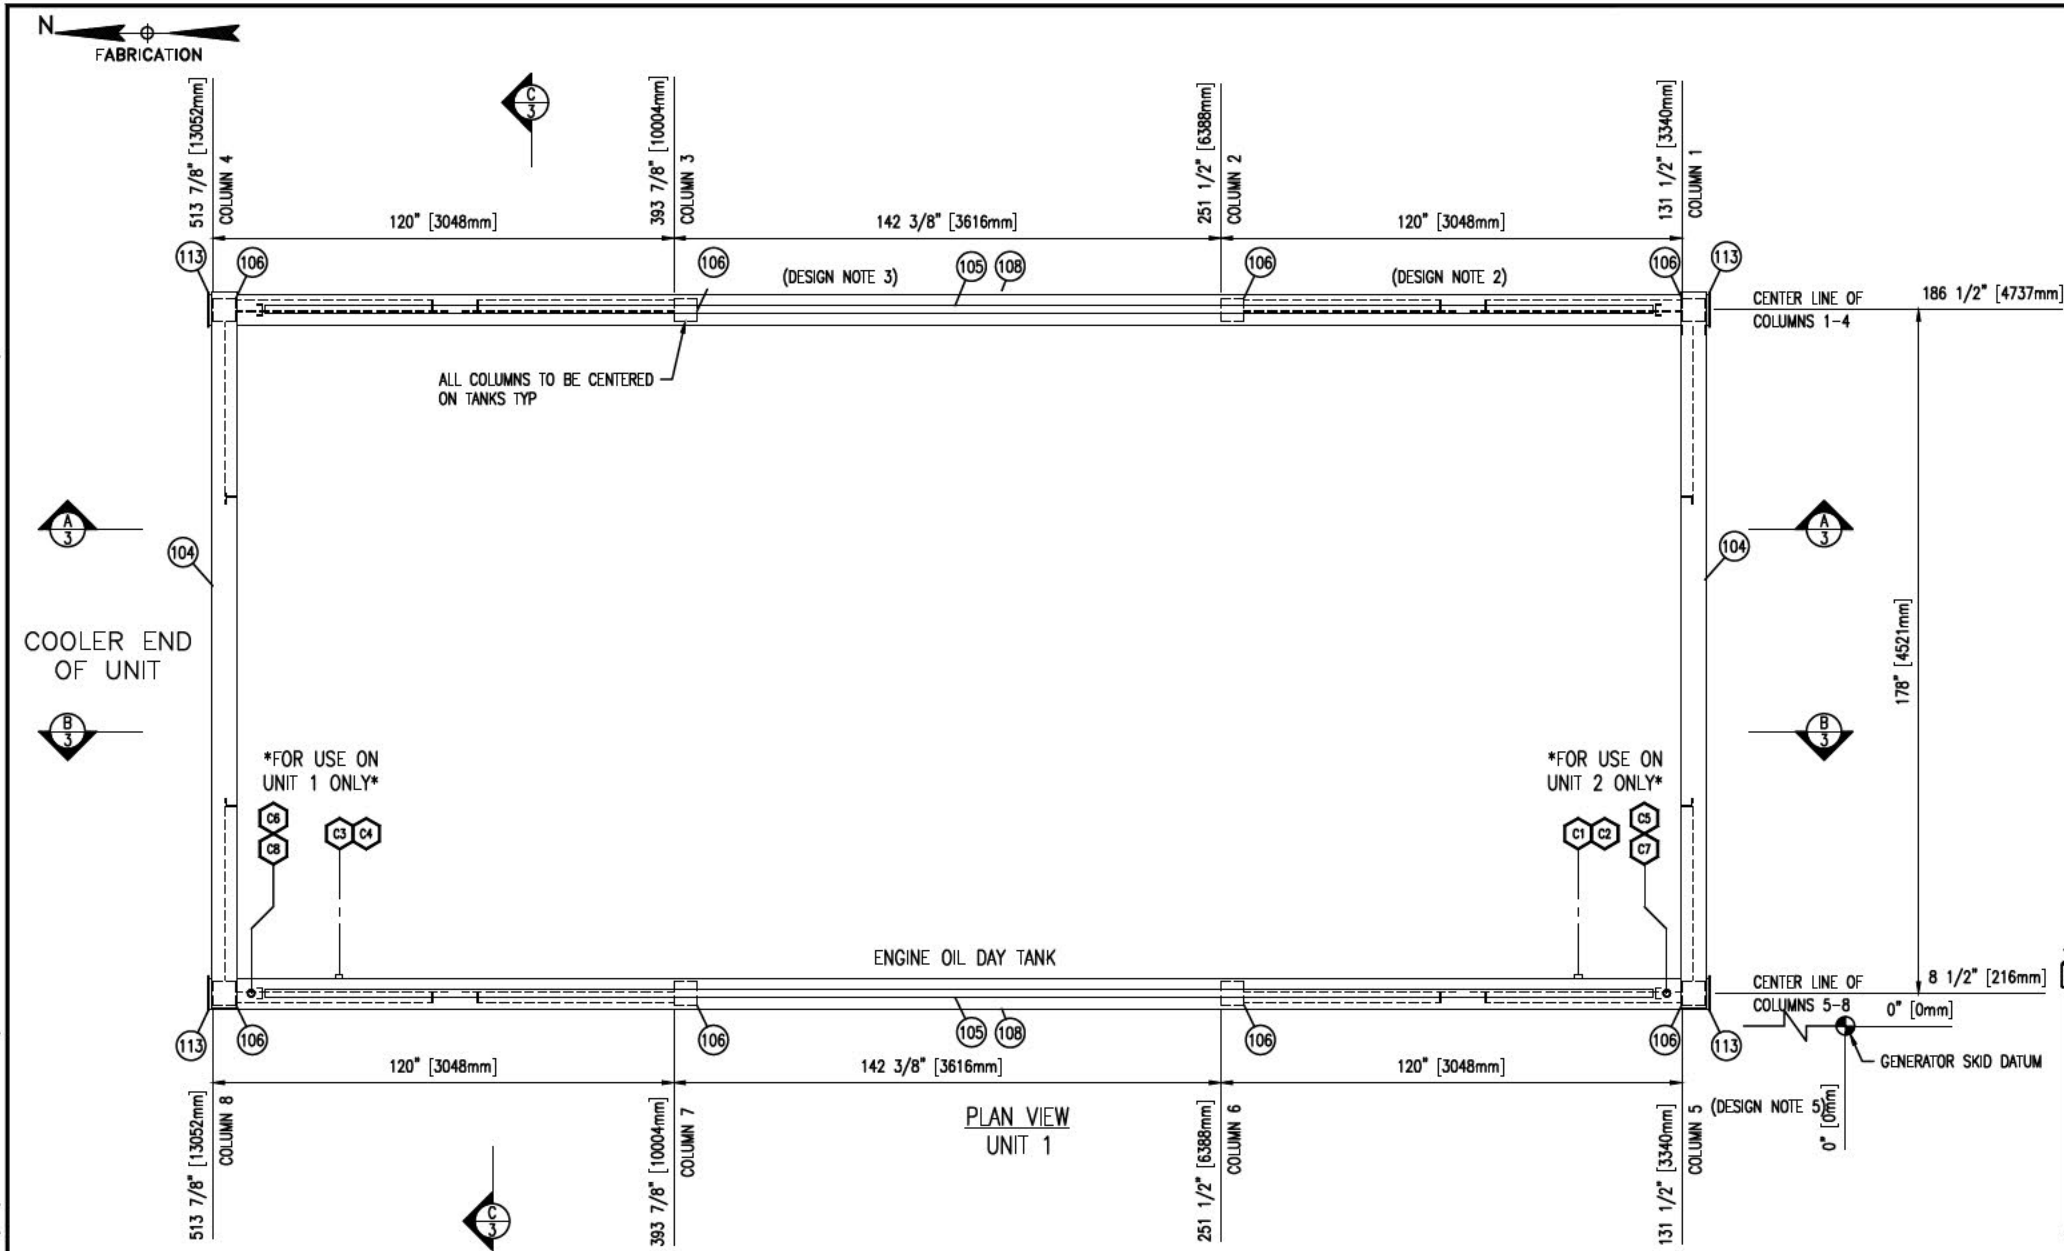 N
FABRICATION
C
3
513 7/8" [13052mm]
COLUMN 4
393 7/8" [10004mm]
COLUMN 3
251 1/2" [6388mm]
COLUMN 2
131 1/2" [3340mm]
COLUMN 1
120" [3048mm]
142 3/8" [3616mm]
120" [3048mm]
113
106
106
(DESIGN NOTE 3)
105
108
106
(DESIGN NOTE 2)
106
113
CENTER LINE OF
COLUMNS 1-4
186 1/2" [4737mm]
ALL COLUMNS TO BE CENTERED
ON TANKS TYP
A
3
A
3
104
104
COOLER END
OF UNIT
178" [4521mm]
B
3
B
3
*FOR USE ON
UNIT 1 ONLY*
*FOR USE ON
UNIT 2 ONLY*
C6
C8
C3
C4
C1
C2
C5
C7
ENGINE OIL DAY TANK
CENTER LINE OF
COLUMNS 5-8
8 1/2" [216mm]
0" [0mm]
113
106
106
105
108
106
106
113
GENERATOR SKID DATUM
120" [3048mm]
142 3/8" [3616mm]
120" [3048mm]
513 7/8" [13052mm]
COLUMN 8
393 7/8" [10004mm]
COLUMN 7
251 1/2" [6388mm]
COLUMN 6
131 1/2" [3340mm]
COLUMN 5
(DESIGN NOTE 5)
0" [0mm]
PLAN VIEW
UNIT 1
C
3